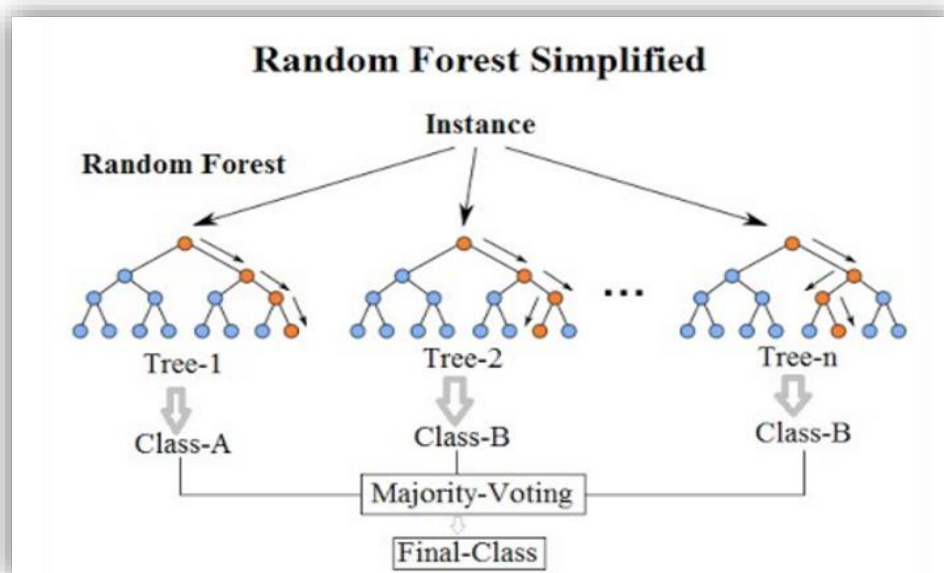 Random Forest Simplified
Instance
Random Forest
...
Tree-1
Tree-2
Tree-n
Class-A
Class-B
Class-B
Majority-Voting
Final-Class